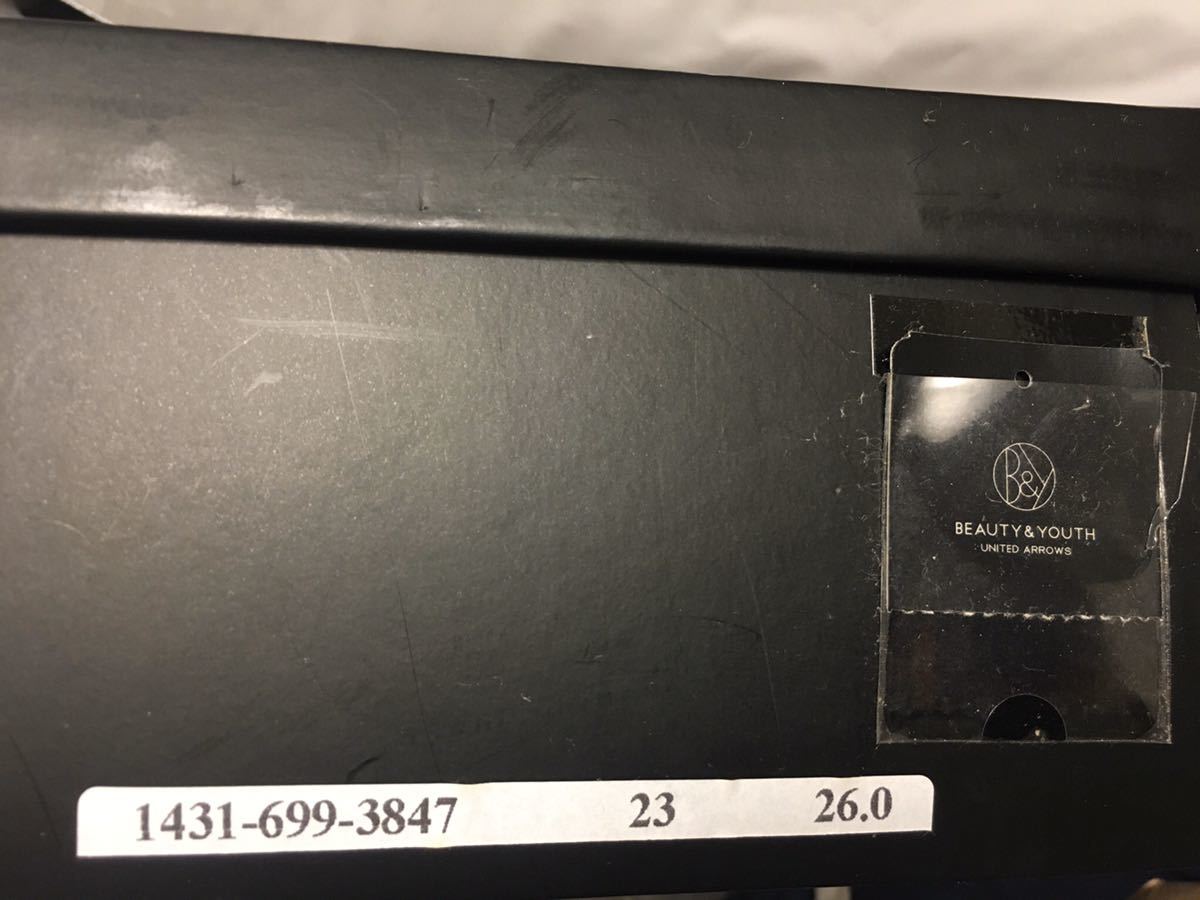 B&Y
BEAUTY&YOUTH
UNITED ARROWS
1431-699-3847 23 26.0